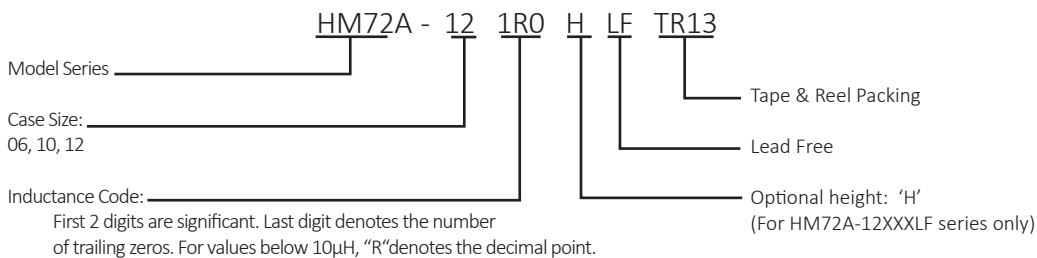 HM72A - 12 1R0 H LF TR13
Model Series
Tape & Reel Packing
Case Size:
06, 10, 12
Lead Free
Inductance Code:
First 2 digits are significant. Last digit denotes the number
of trailing zeros. For values below 10µH, “R“denotes the decimal point.
Optional height: ‘H’
(For HM72A-12XXXLF series only)